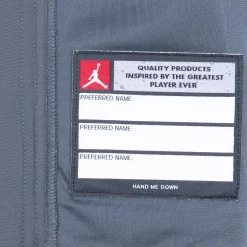 QUALITY PRODUCTS
INSPIRED BY THE GREATEST
PLAYER EVER
PREFERRED NAME:
PREFERRED NAME:
PREFERRED NAME:
HAND ME DOWN